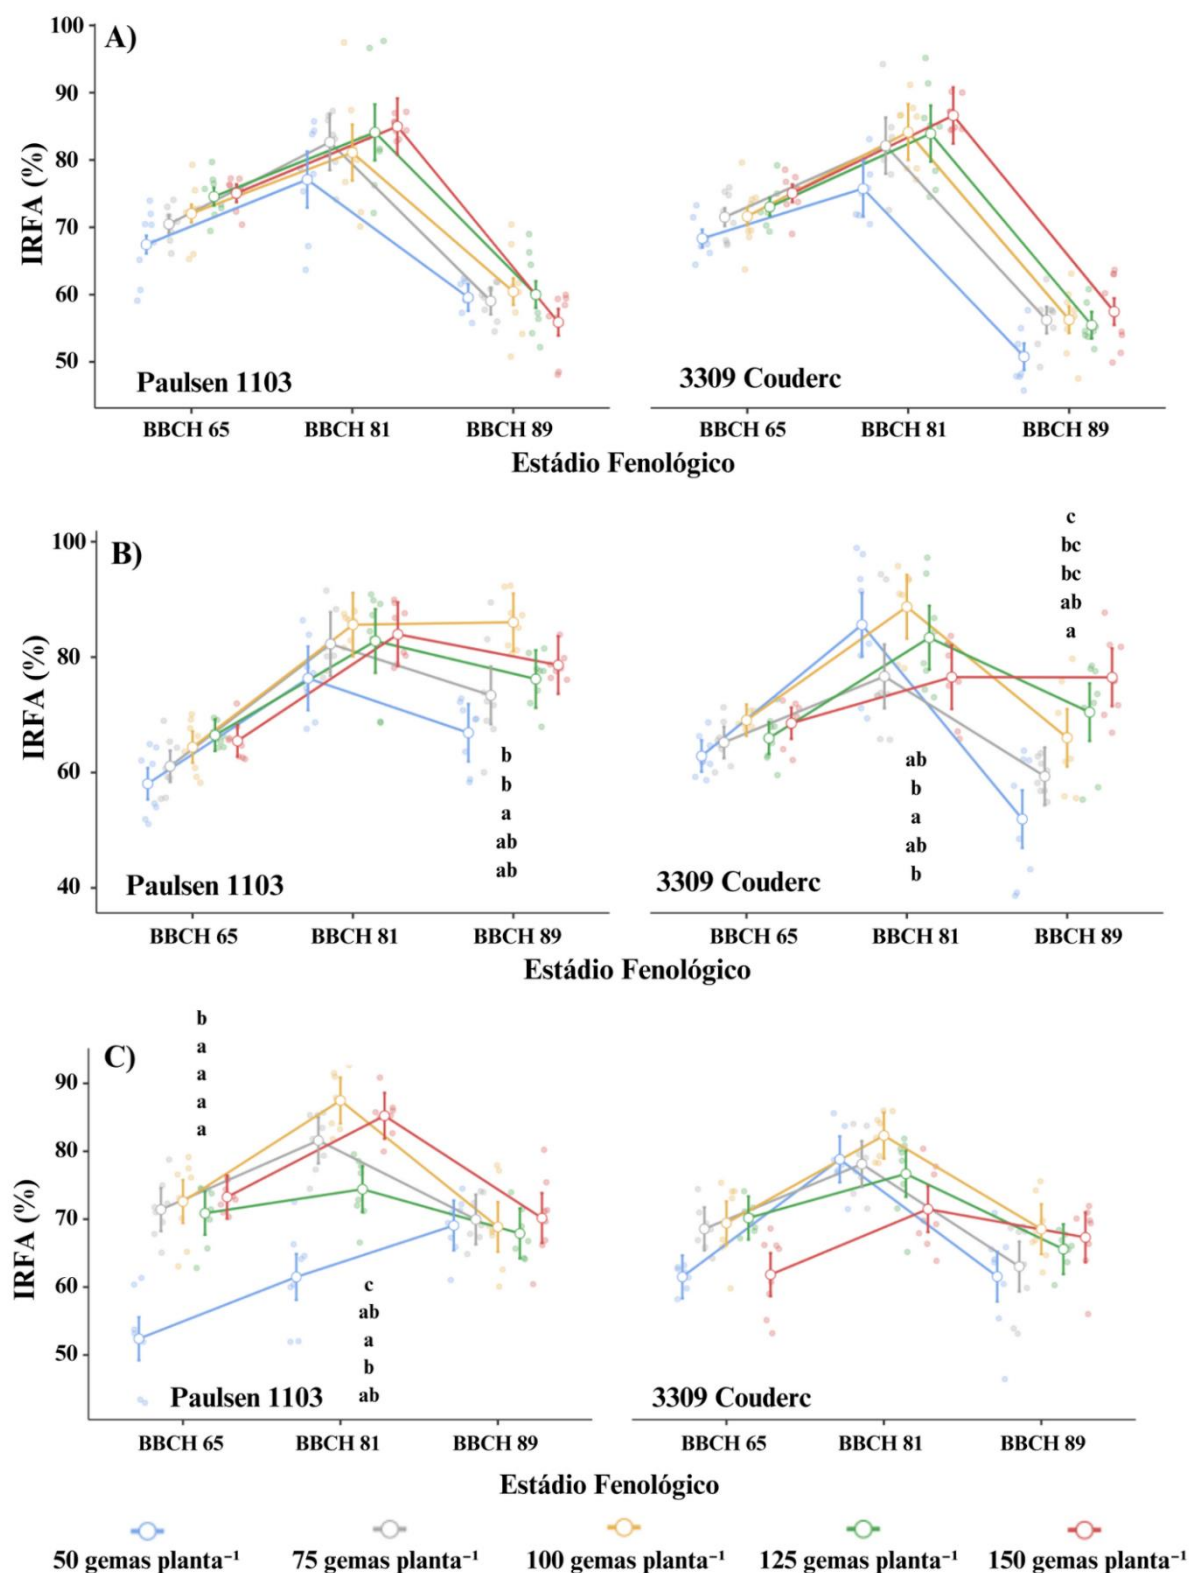 A)
100
90
80
70
60
50
IRFA (%)
Paulsen 1103
3309 Couderc
BBCH 65
BBCH 81
BBCH 89
BBCH 65
BBCH 81
BBCH 89
Estádio Fenológico
B)
100
80
60
40
IRFA (%)
c
bc
bc
ab
a
b
b
a
ab
ab
ab
b
a
ab
b
Paulsen 1103
3309 Couderc
BBCH 65
BBCH 81
BBCH 89
BBCH 65
BBCH 81
BBCH 89
Estádio Fenológico
b
a
a
a
a
C)
90
80
70
60
50
IRFA (%)
c
ab
a
b
ab
Paulsen 1103
3309 Couderc
BBCH 65
BBCH 81
BBCH 89
BBCH 65
BBCH 81
BBCH 89
Estádio Fenológico
50 gemas planta⁻¹
75 gemas planta⁻¹
100 gemas planta⁻¹
125 gemas planta⁻¹
150 gemas planta⁻¹